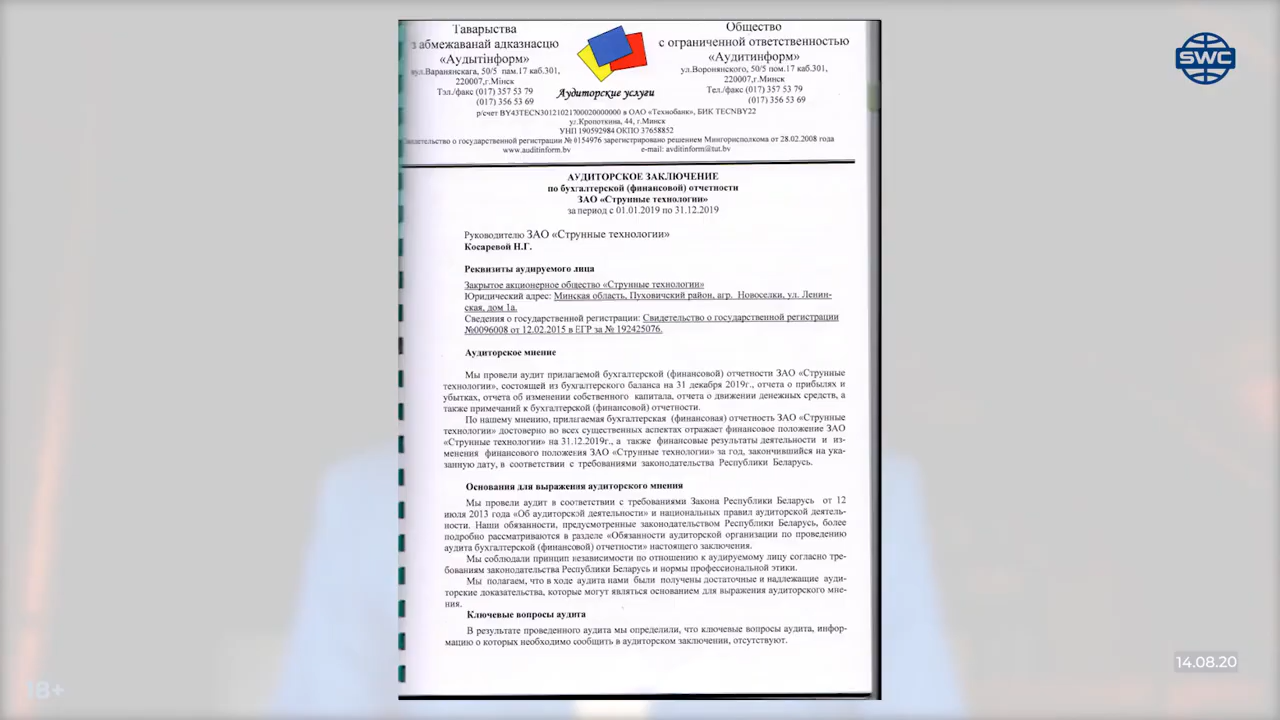 Таварыства
з абмежаванай адказнасцю
«Аудытiнформ»
вул.Варанянскага, 50/5 пам.17 каб.301,
220007, г.Мiнск
Тэл./факс (017) 357 53 79
(017) 356 53 69
Общество
с ограниченной ответственностью
«Аудитинформ»
ул.Воронянского, 50/5 пом.17 каб.301,
220007, г.Минск
Тел./факс (017) 357 53 79
(017) 356 53 69
Аудиторские услуги
р/счет BY43TECN30121021700020000000 в ОАО «Технобанк», БИК TECNBY22
ул.Кропоткина, 44, г.Минск
УНП 190592984 ОКПО 37658852
Свидетельство о государственной регистрации № 0154976 зарегистрировано решением Мингорисполкома от 28.02.2008 года
www.auditinform.by e-mail: avditinform@tut.by
АУДИТОРСКОЕ ЗАКЛЮЧЕНИЕ
по бухгалтерской (финансовой) отчетности
ЗАО «Струнные технологии»
за период с 01.01.2019 по 31.12.2019
Руководителю ЗАО «Струнные технологии»
Косаревой Н.Г.
Реквизиты аудируемого лица
Закрытое акционерное общество «Струнные технологии»
Юридический адрес: Минская область, Пуховичский район, агр. Новоселки, ул. Ленин-
ская, дом 1а.
Сведения о государственной регистрации: Свидетельство о государственной регистрации
№0096008 от 12.02.2015 в ЕГР за № 192425076.
Аудиторское мнение
Мы провели аудит прилагаемой бухгалтерской (финансовой) отчетности ЗАО «Струнные
технологии», состоящей из бухгалтерского баланса на 31 декабря 2019г., отчета о прибылях и
убытках, отчета об изменении собственного капитала, отчета о движении денежных средств, а
также примечаний к бухгалтерской (финансовой) отчетности.
По нашему мнению, прилагаемая бухгалтерская (финансовая) отчетность ЗАО «Струнные
технологии» достоверно во всех существенных аспектах отражает финансовое положение ЗАО
«Струнные технологии» на 31.12.2019г., а также финансовые результаты деятельности и из-
менения финансового положения ЗАО «Струнные технологии» за год, закончившийся на ука-
занную дату, в соответствии с требованиями законодательства Республики Беларусь.
Основания для выражения аудиторского мнения
Мы провели аудит в соответствии с требованиями Закона Республики Беларусь от 12
июля 2013 года «Об аудиторской деятельности» и национальных правил аудиторской деятель-
ности. Наши обязанности, предусмотренные законодательством Республики Беларусь, более
подробно рассматриваются в разделе «Обязанности аудиторской организации по проведению
аудита бухгалтерской (финансовой) отчетности» настоящего заключения.
Мы соблюдали принцип независимости по отношению к аудируемому лицу согласно тре-
бованиям законодательства Республики Беларусь и нормы профессиональной этики.
Мы полагаем, что в ходе аудита нами были получены достаточные и надлежащие ауди-
торские доказательства, которые могут являться основанием для выражения аудиторского мне-
ния.
Ключевые вопросы аудита
В результате проведенного аудита мы определили, что ключевые вопросы аудита, инфор-
мацию о которых необходимо сообщить в аудиторском заключении, отсутствуют.
SWC
14.08.20
18+